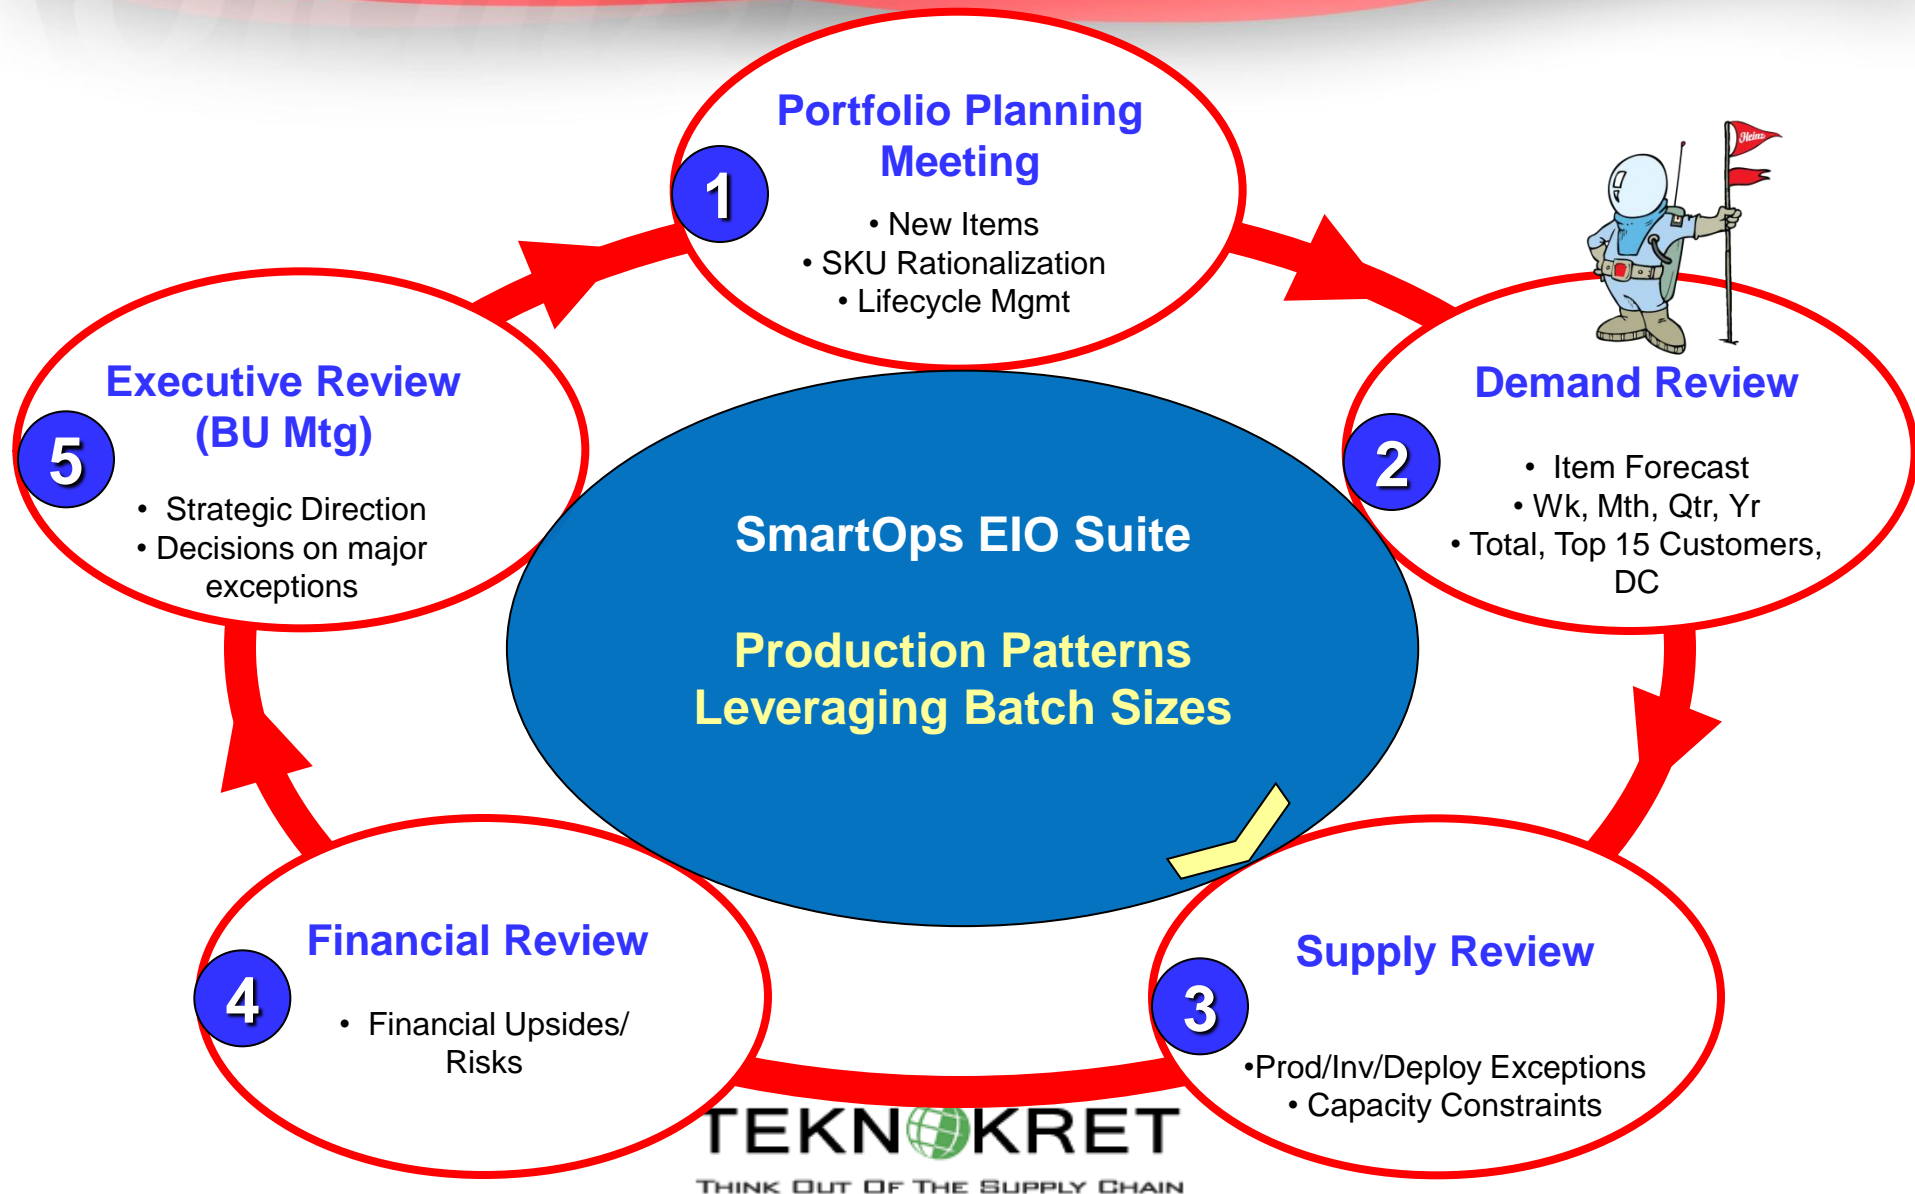 Portfolio Planning
Meeting
1
• New Items
• SKU Rationalization
• Lifecycle Mgmt
Heinz
Demand Review
2
• Item Forecast
• Wk, Mth, Qtr, Yr
• Total, Top 15 Customers,
DC
Supply Review
3
•Prod/Inv/Deploy Exceptions
• Capacity Constraints
Financial Review
4
• Financial Upsides/
Risks
Executive Review
(BU Mtg)
5
• Strategic Direction
• Decisions on major
exceptions
SmartOps EIO Suite
Production Patterns
Leveraging Batch Sizes
TEKNOKRET
THINK OUT OF THE SUPPLY CHAIN